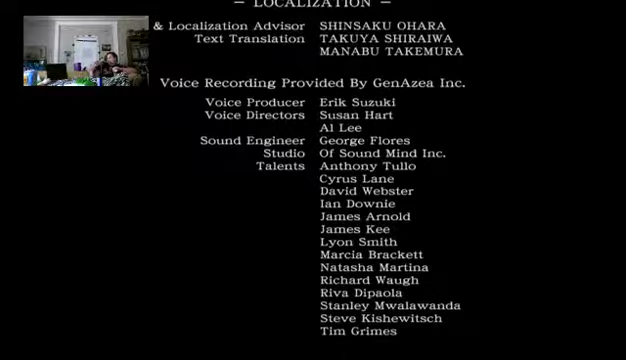 — LOCALIZATION —
& Localization Advisor SHINSAKU OHARA
Text Translation TAKUYA SHIRAIWA
MANABU TAKEMURA
Voice Recording Provided By GenAzea Inc.
Voice Producer Erik Suzuki
Voice Directors Susan Hart
Al Lee
Sound Engineer George Flores
Studio Of Sound Mind Inc.
Talents Anthony Tullo
Cyrus Lane
David Webster
Ian Downie
James Arnold
James Kee
Lyon Smith
Marcia Brackett
Natasha Martina
Richard Waugh
Riva Dipaola
Stanley Mwalawanda
Steve Kishewitsch
Tim Grimes